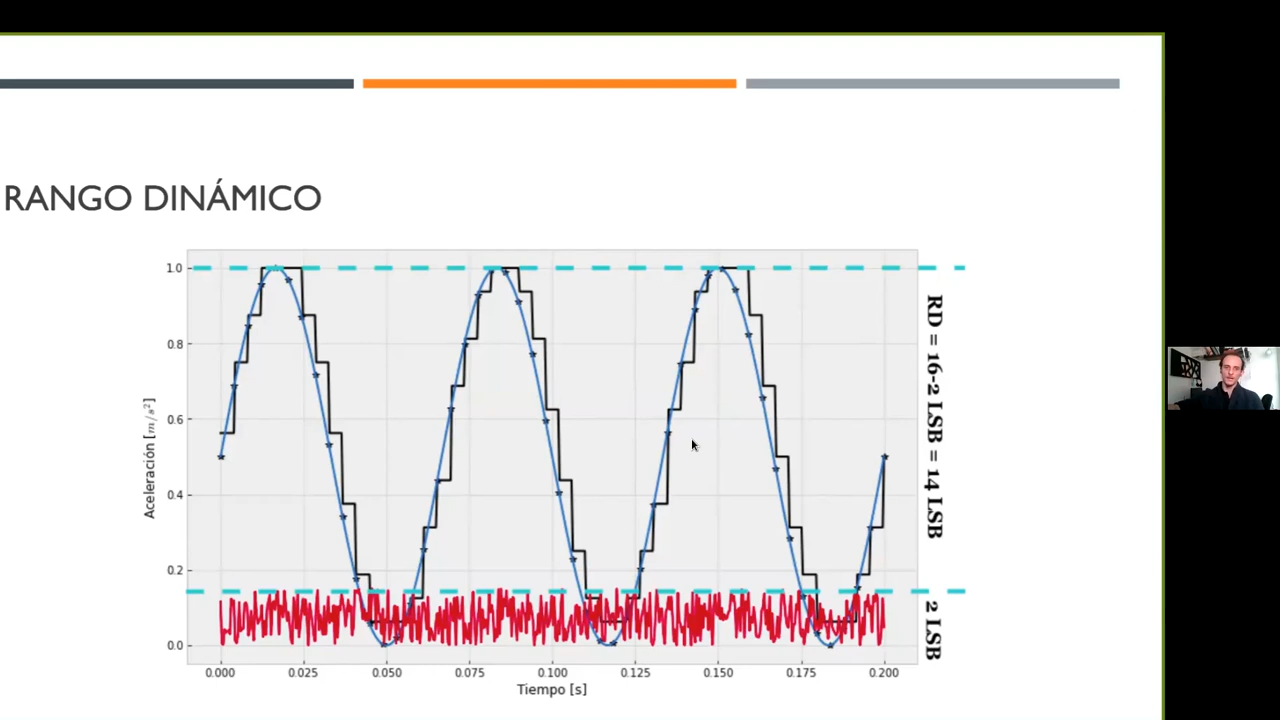 RANGO DINÁMICO
1.0
0.8
0.6
0.4
0.2
0.0
Aceleración [m/s²]
0.000 0.025 0.050 0.075 0.100 0.125 0.150 0.175 0.200
Tiempo [s]
RD = 16-2 LSB = 14 LSB
2 LSB